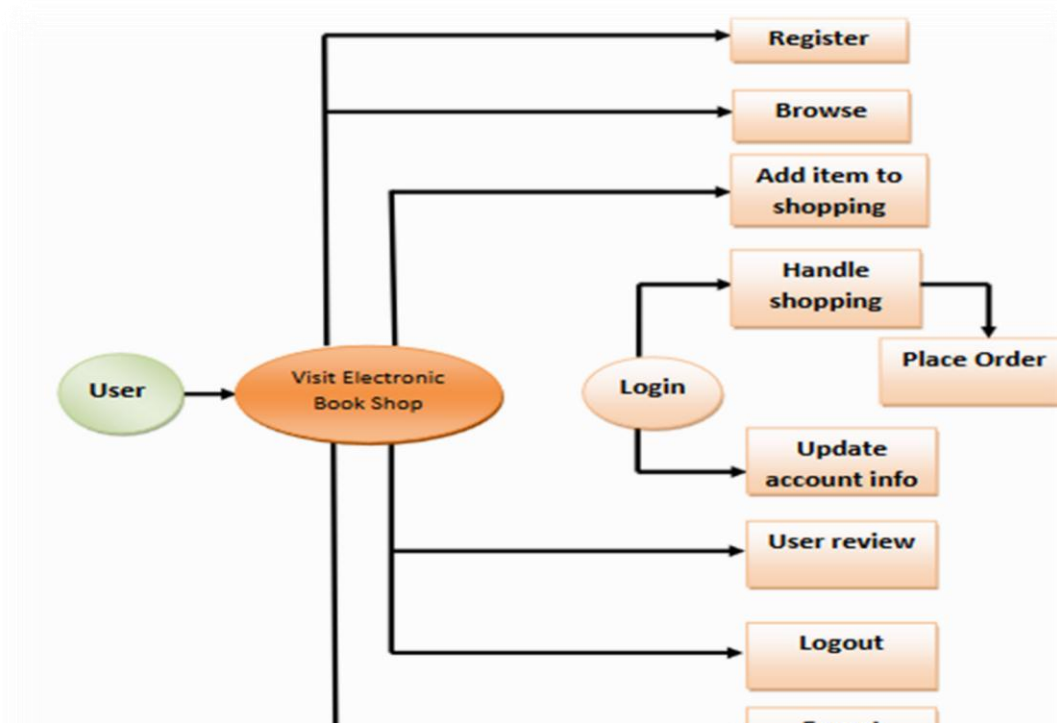 Register
Browse
Add item to
shopping
Handle
shopping
Place Order
User
Visit Electronic
Book Shop
Login
Update
account info
User review
Logout